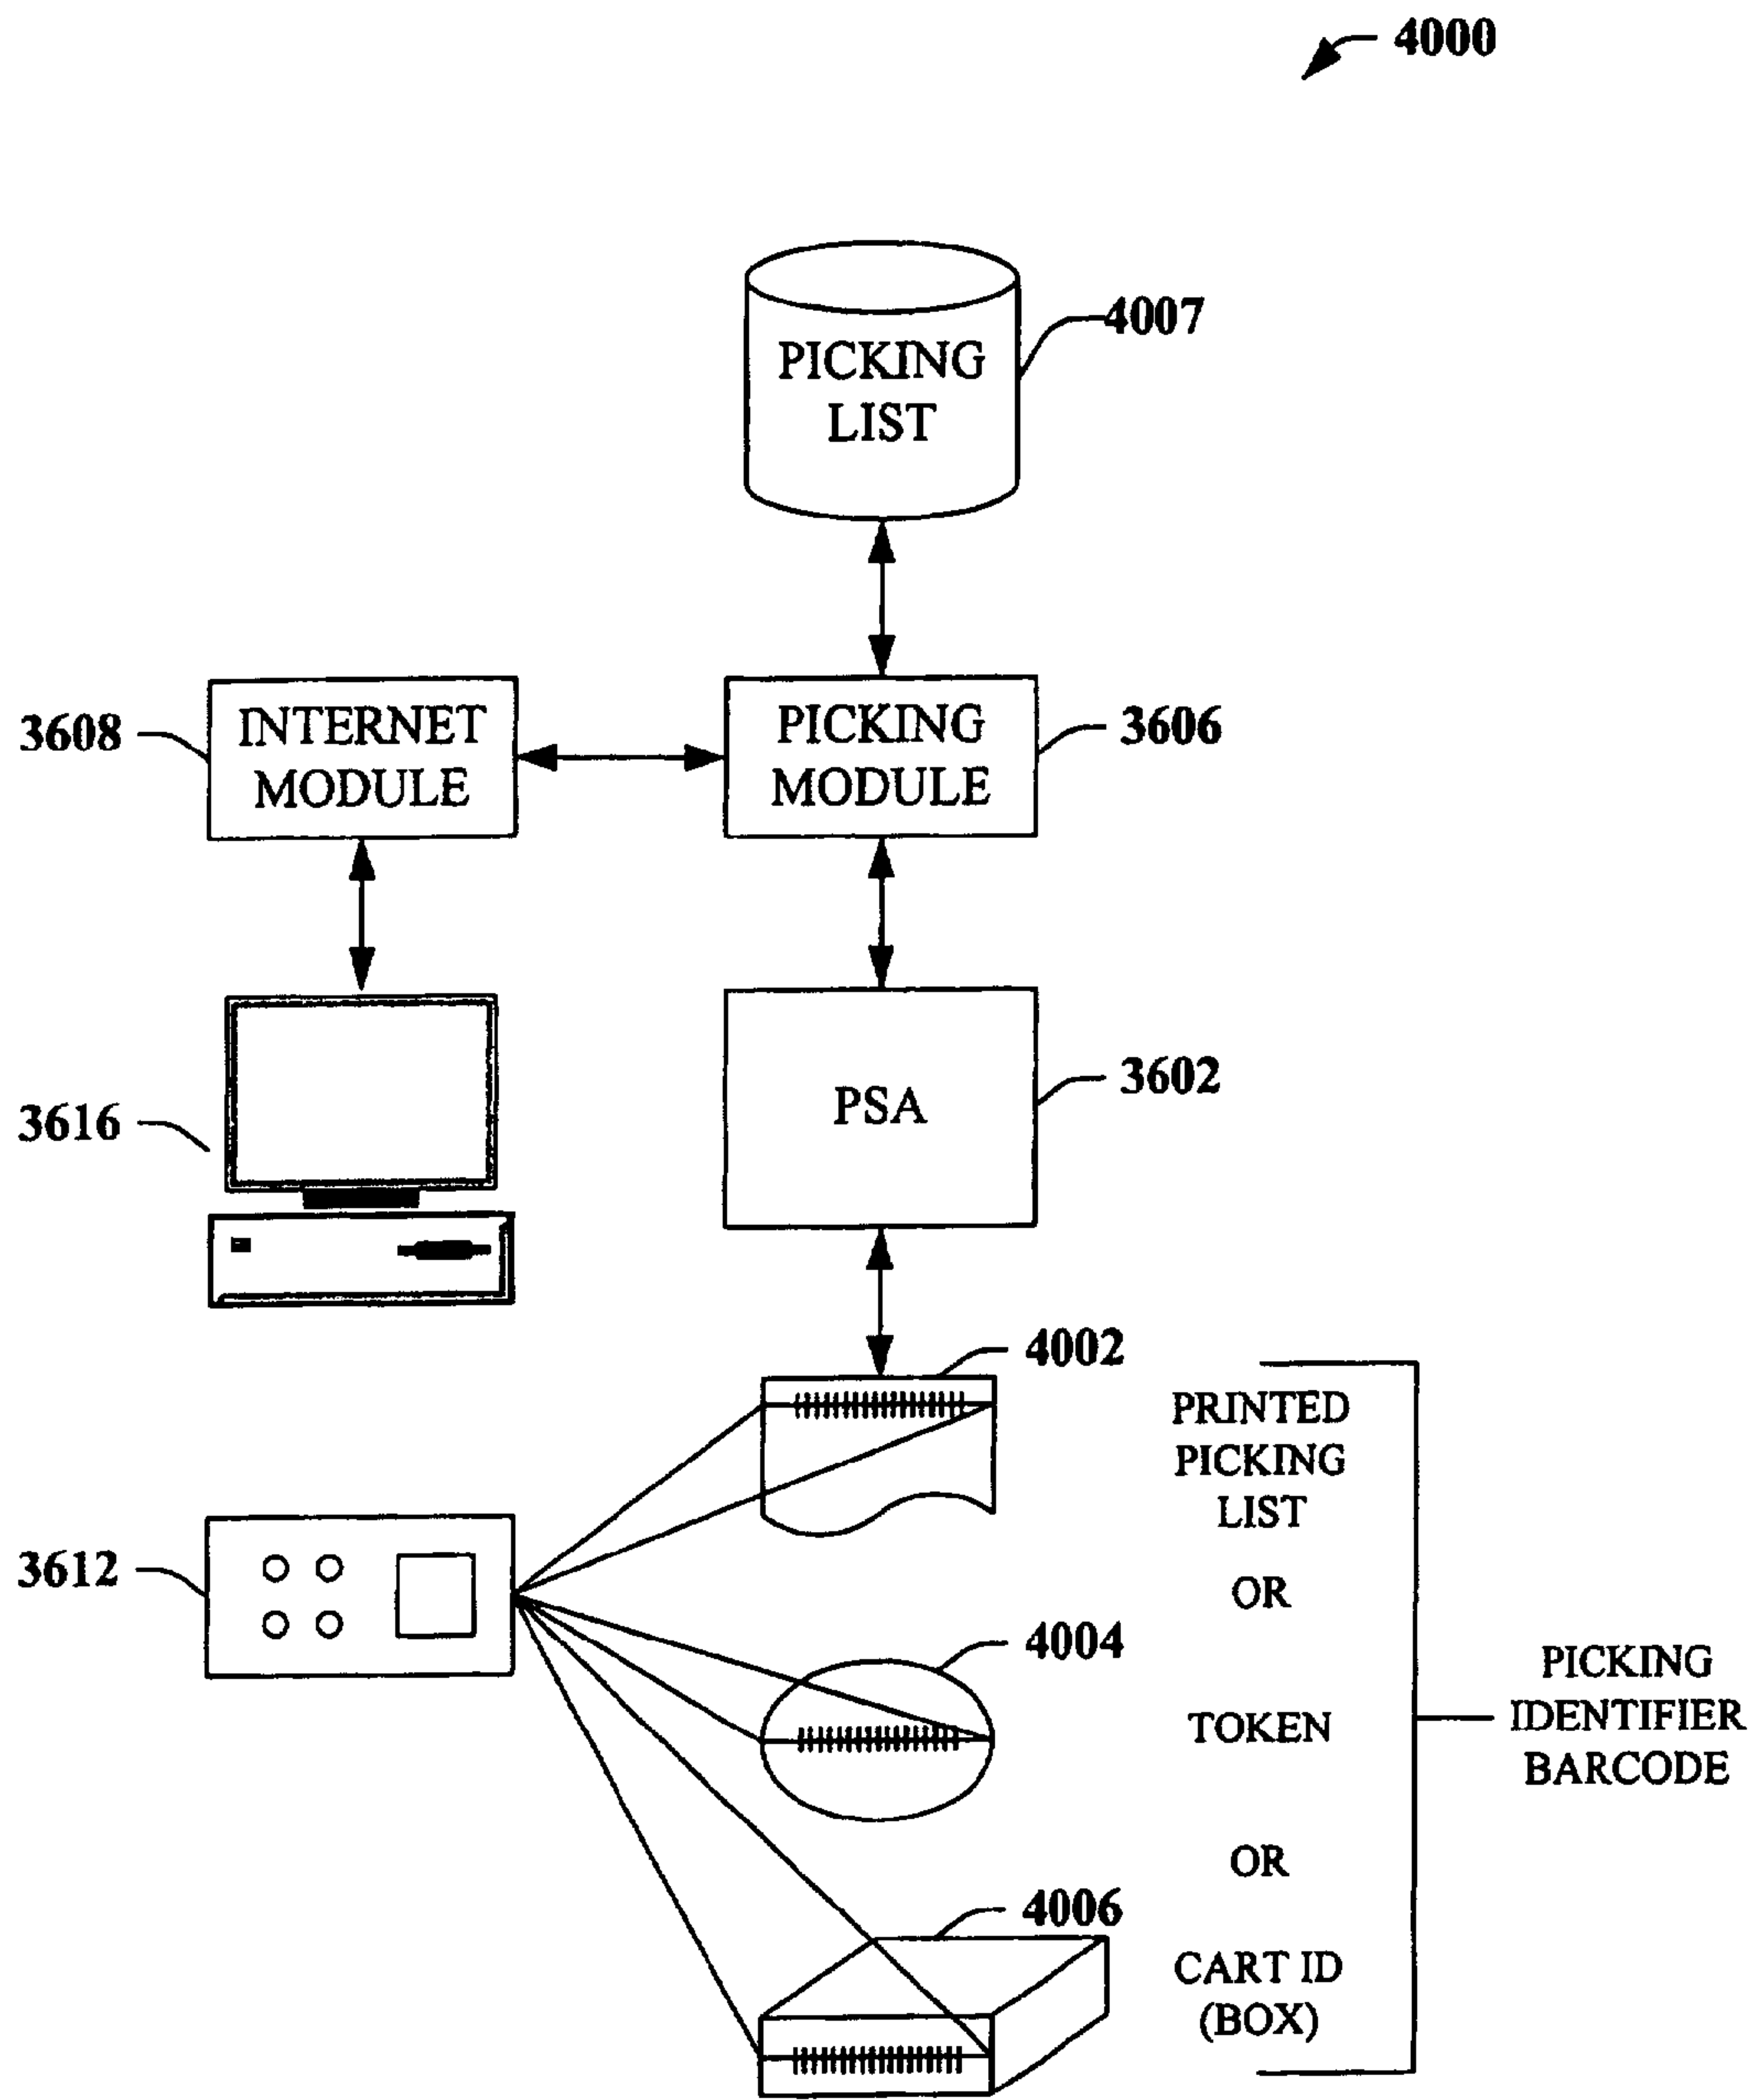 4000
PICKING
LIST
4007
3608
INTERNET
MODULE
PICKING
MODULE
3606
3616
PSA
3602
4002
PRINTED
PICKING
LIST
3612
OR
4004
TOKEN
PICKING
IDENTIFIER
BARCODE
OR
4006
CART ID
(BOX)